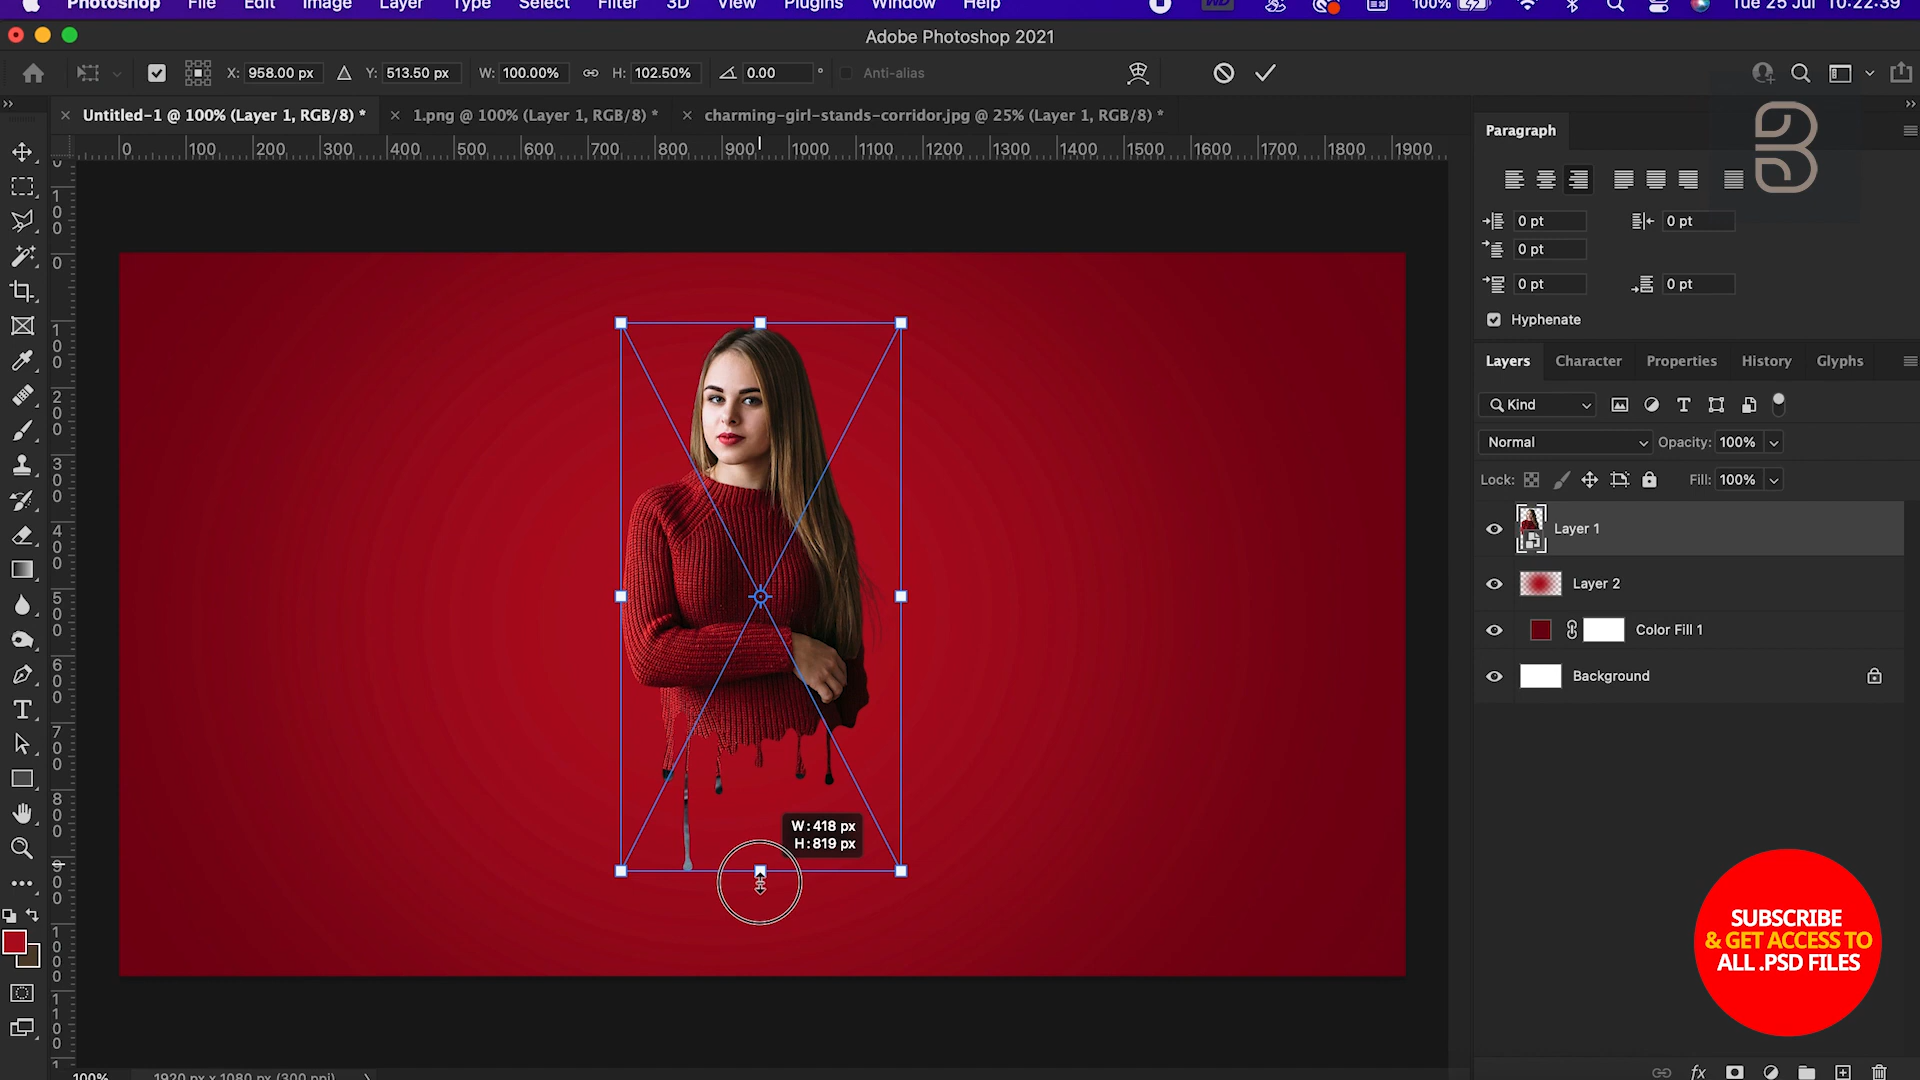 Photoshop File Edit Image Layer Type Select Filter 3D View Plugins Window Help 100% Tue 25 Jul 10:22:39
Adobe Photoshop 2021
X: 958.00 px Y: 513.50 px W: 100.00% H: 102.50% 0.00 ° Anti-alias
Untitled-1 @ 100% (Layer 1, RGB/8) * 1.png @ 100% (Layer 1, RGB/8) * charming-girl-stands-corridor.jpg @ 25% (Layer 1, RGB/8) *
0 100 200 300 400 500 600 700 800 900 1000 1100 1200 1300 1400 1500 1600 1700 1800 1900
Paragraph
0 pt 0 pt
0 pt
0 pt 0 pt
Hyphenate
Layers Character Properties History Glyphs
Kind
Normal Opacity: 100%
Lock: Fill: 100%
Layer 1
Layer 2
Color Fill 1
Background
W: 418 px
H: 819 px
SUBSCRIBE
& GET ACCESS TO
ALL .PSD FILES
100% 1920 px x 1080 px (300 ppi)